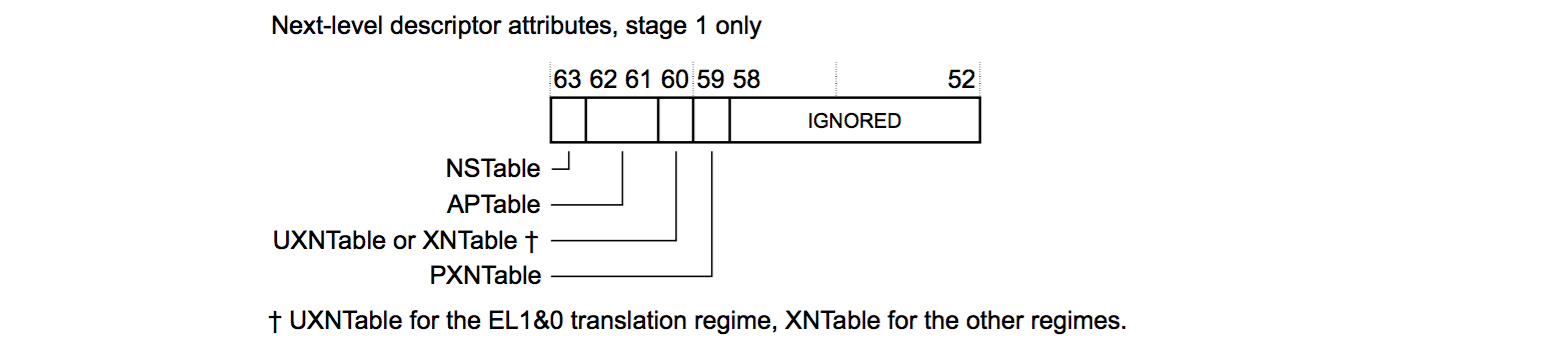 Next-level descriptor attributes, stage 1 only
63 62 61 60 59 58 52
IGNORED
NSTable
APTable
UXNTable or XNTable †
PXNTable
† UXNTable for the EL1&0 translation regime, XNTable for the other regimes.